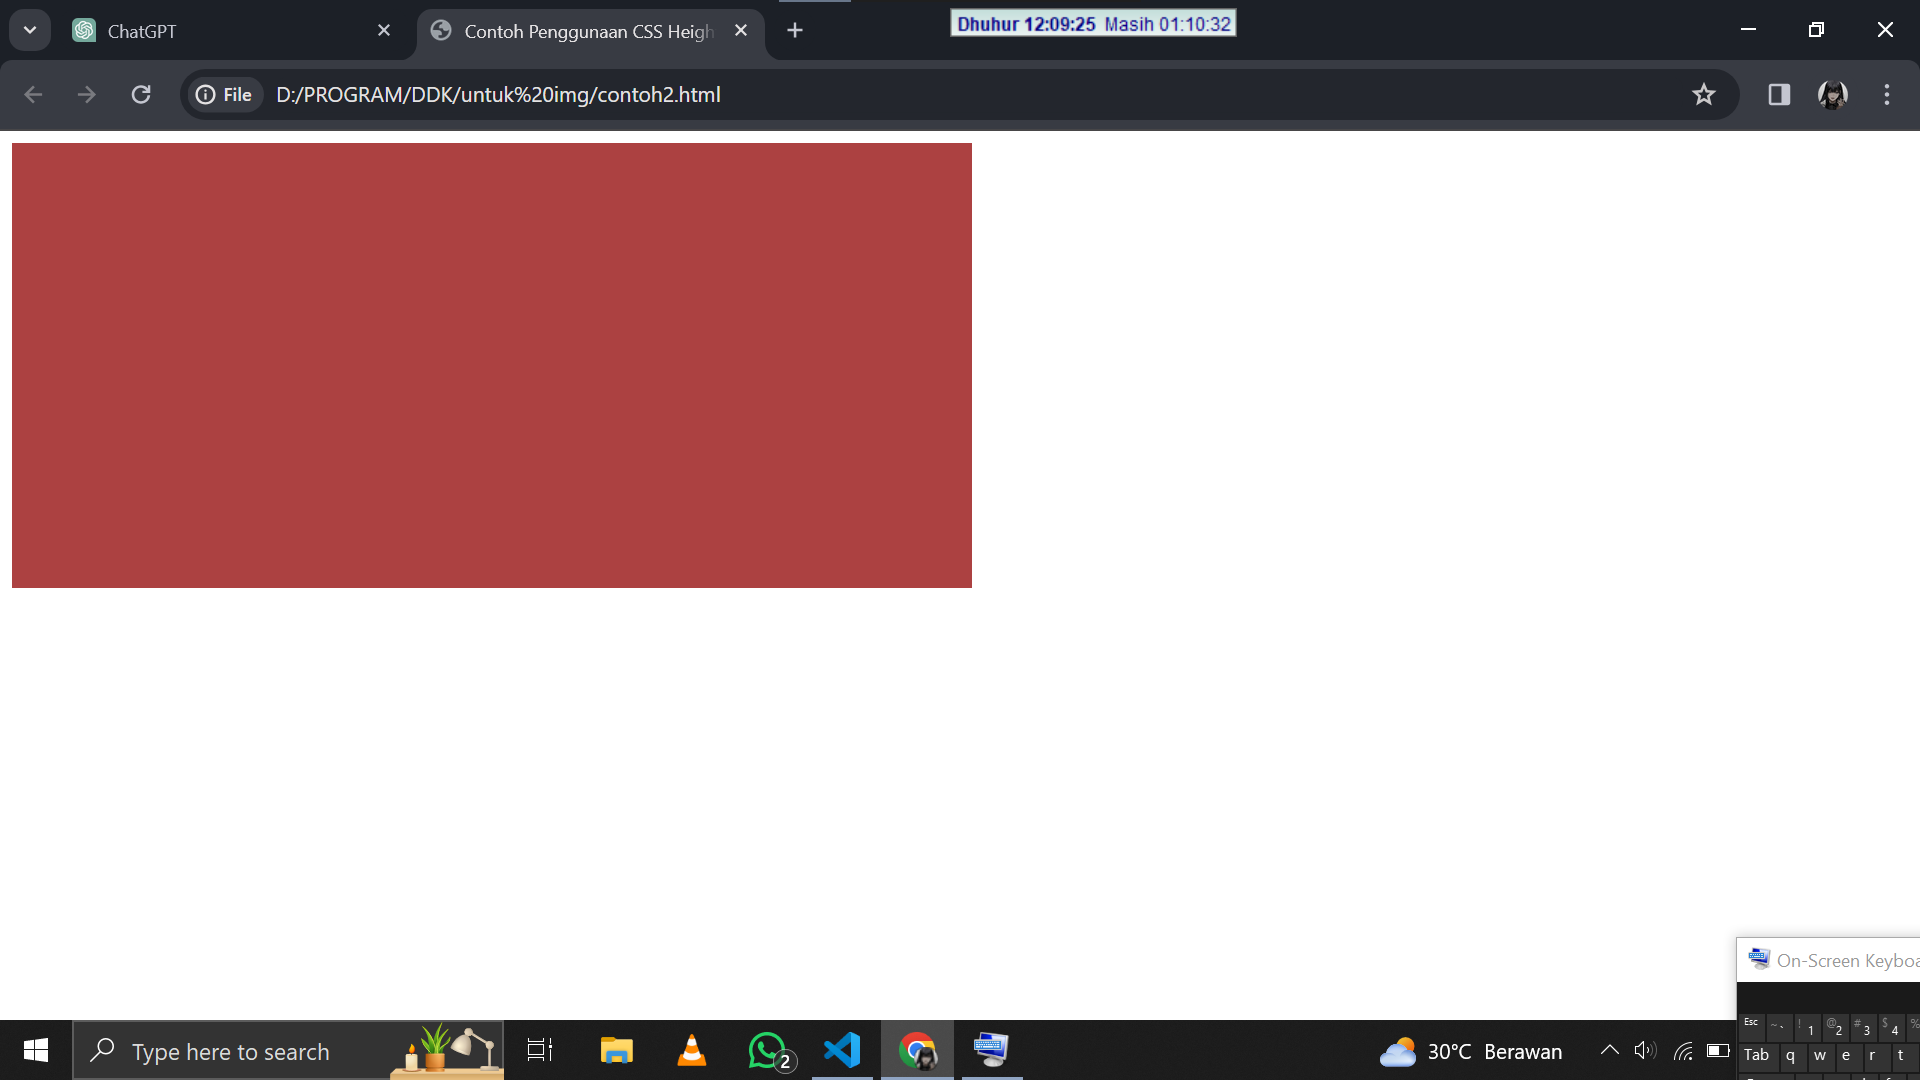 ChatGPT
Contoh Penggunaan CSS Heigh
Dhuhur 12:09:25 Masih 01:10:32
File
D:/PROGRAM/DDK/untuk%20img/contoh2.html
On-Screen Keyboa
Esc ~ ` ! 1 @ 2 # 3 $ 4 %
Tab q w e r t
Type here to search
2
30°C Berawan